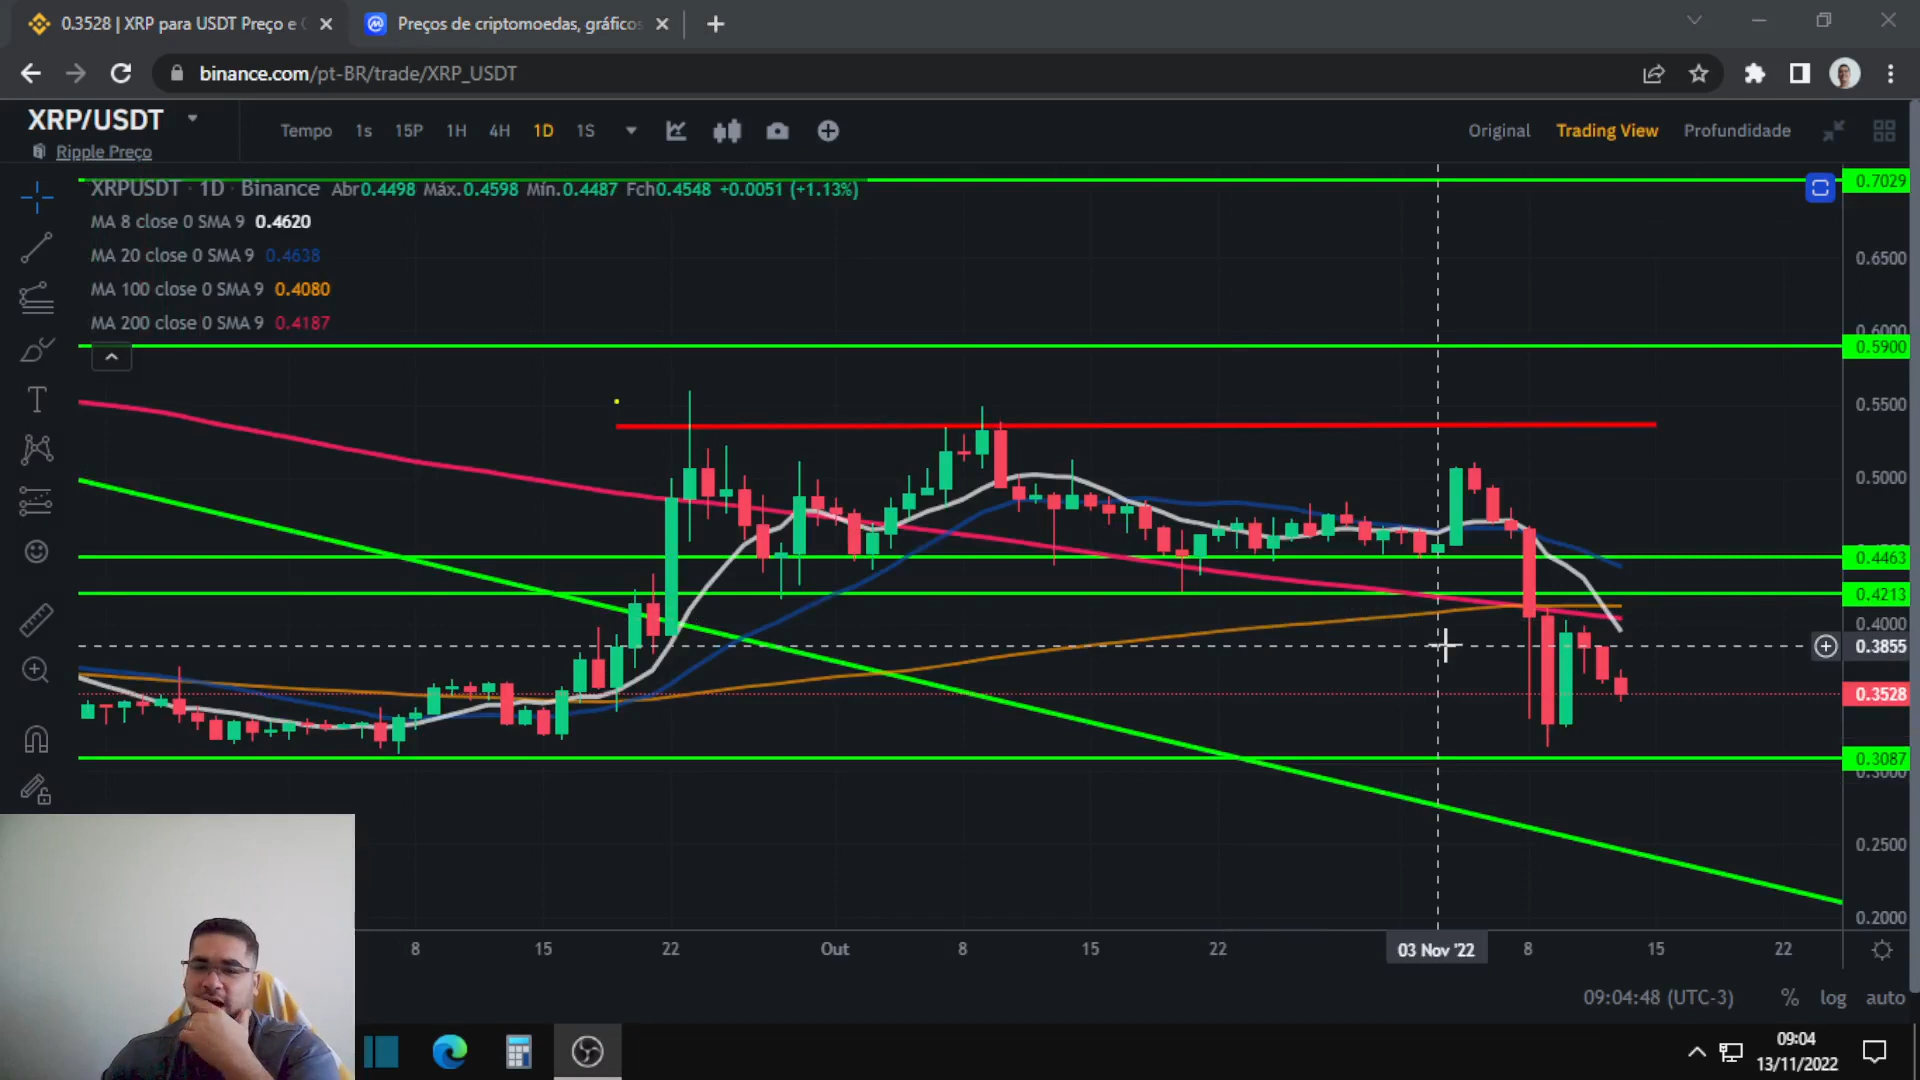 0.3528 | XRP para USDT Preço e
Preços de criptomoedas, gráficos
binance.com/pt-BR/trade/XRP_USDT
XRP/USDT
Ripple Preço
Tempo 1s 15P 1H 4H 1D 1S
Original Trading View Profundidade
XRPUSDT · 1D · Binance Abr0.4498 Máx.0.4598 Mín.0.4487 Fch0.4548 +0.0051 (+1.13%)
MA 8 close 0 SMA 9 0.4620
MA 20 close 0 SMA 9 0.4638
MA 100 close 0 SMA 9 0.4080
MA 200 close 0 SMA 9 0.4187
0.7029
0.6500
0.6000
0.5900
0.5500
0.5000
0.4463
0.4213
0.4000
0.3855
0.3528
0.3087
0.3000
0.2500
0.2000
8 15 22 Out 8 15 22 03 Nov '22 8 15 22
09:04:48 (UTC-3) % log auto
09:04
13/11/2022